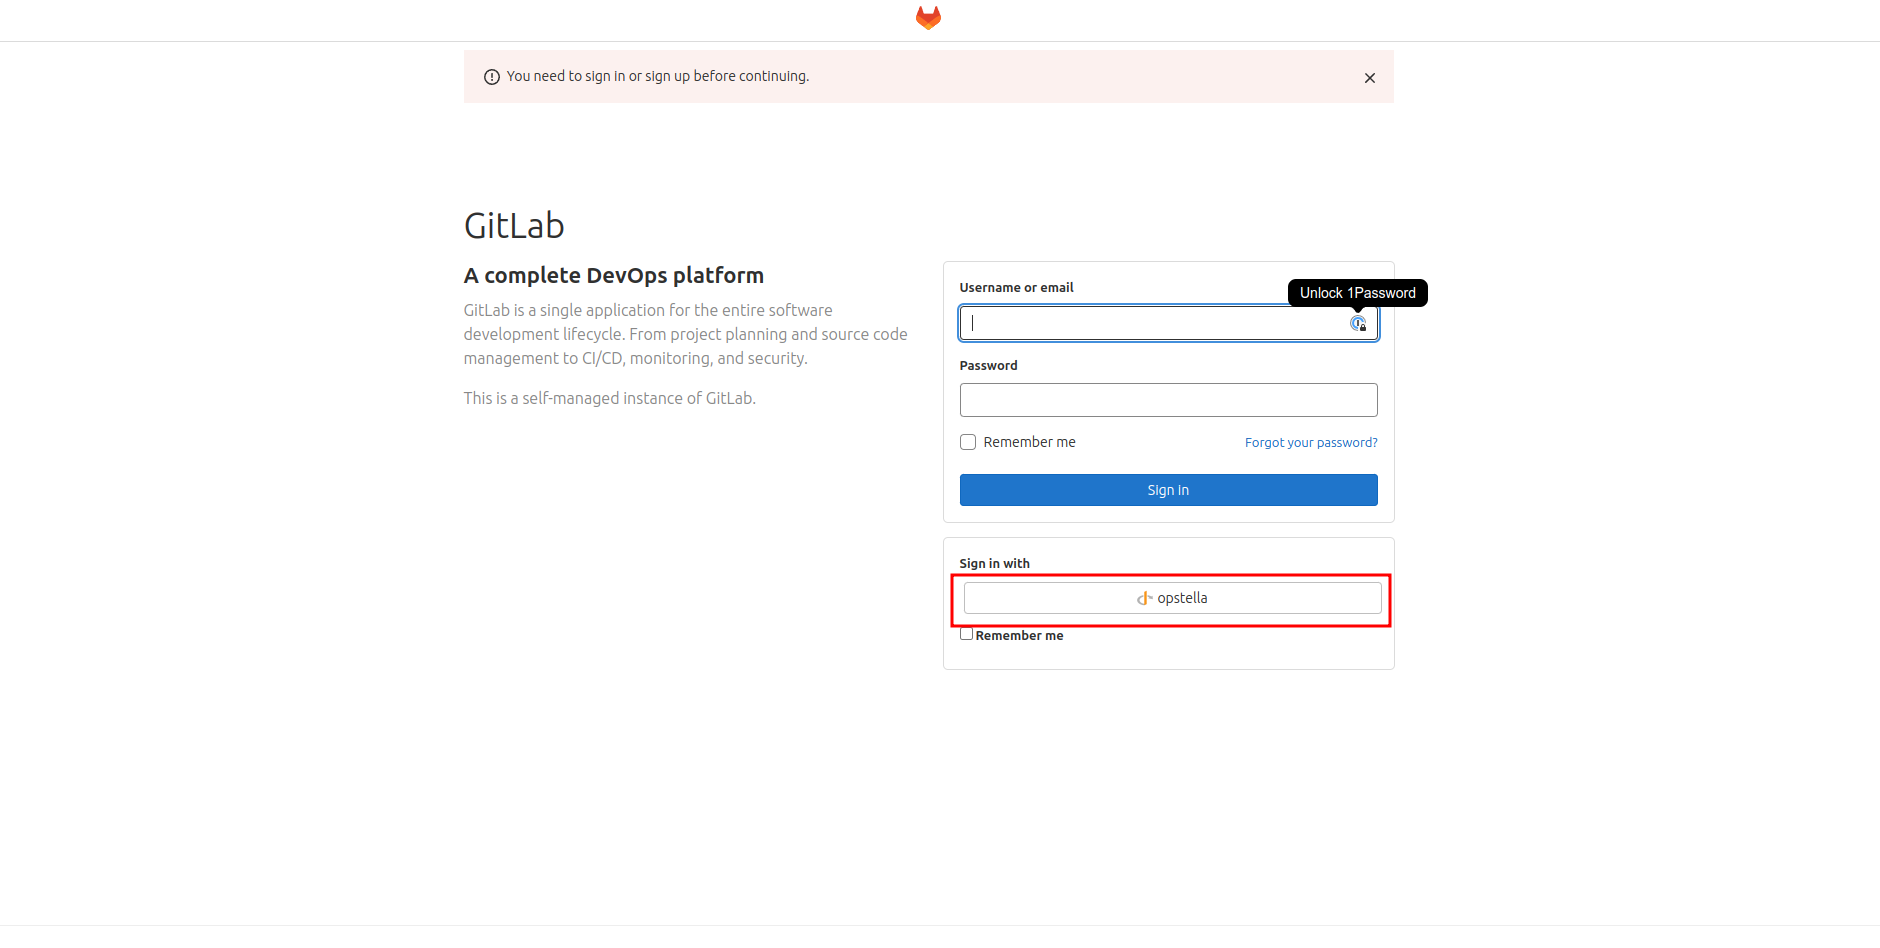 You need to sign in or sign up before continuing.
GitLab
A complete DevOps platform
GitLab is a single application for the entire software
development lifecycle. From project planning and source code
management to CI/CD, monitoring, and security.
This is a self-managed instance of GitLab.
Username or email
Unlock 1Password
Password
Remember me
Forgot your password?
Sign in
Sign in with
opstella
Remember me